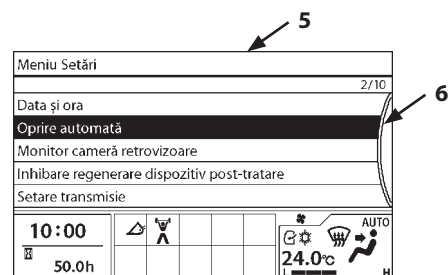 5
Meniu Setări
2/10
6
Data și ora
Oprire automată
Monitor cameră retrovizoare
Inhibare regenerare dispozitiv post-tratare
Setare transmisie
10:00
AUTO
50.0h
24.0°C
L H